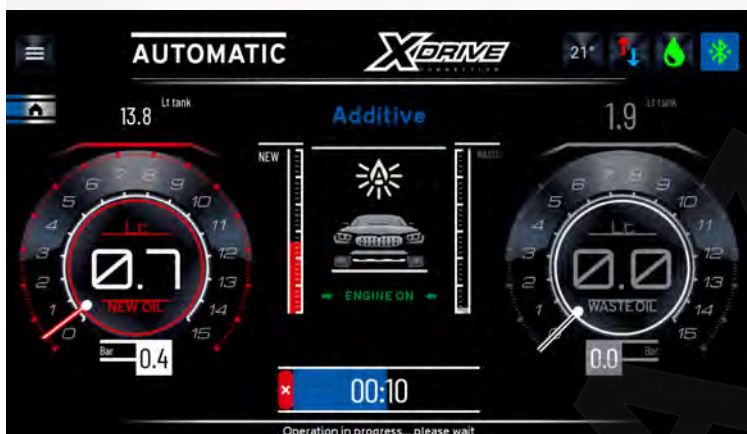 AUTOMATIC
XDRIVE
CONNECTION
21°
13.8 Lt tank
Additive
1.9 Lt tank
NEW
WASTE
A
0 1 2 3 4 5 6 7 8 9 10 11 12 13 14 15
Lt
0.7
NEW OIL
Bar 0.4
ENGINE ON
0 1 2 3 4 5 6 7 8 9 10 11 12 13 14 15
Lt
0.0
WASTE OIL
0.0 Bar
×
00:10
Operation in progress... please wait